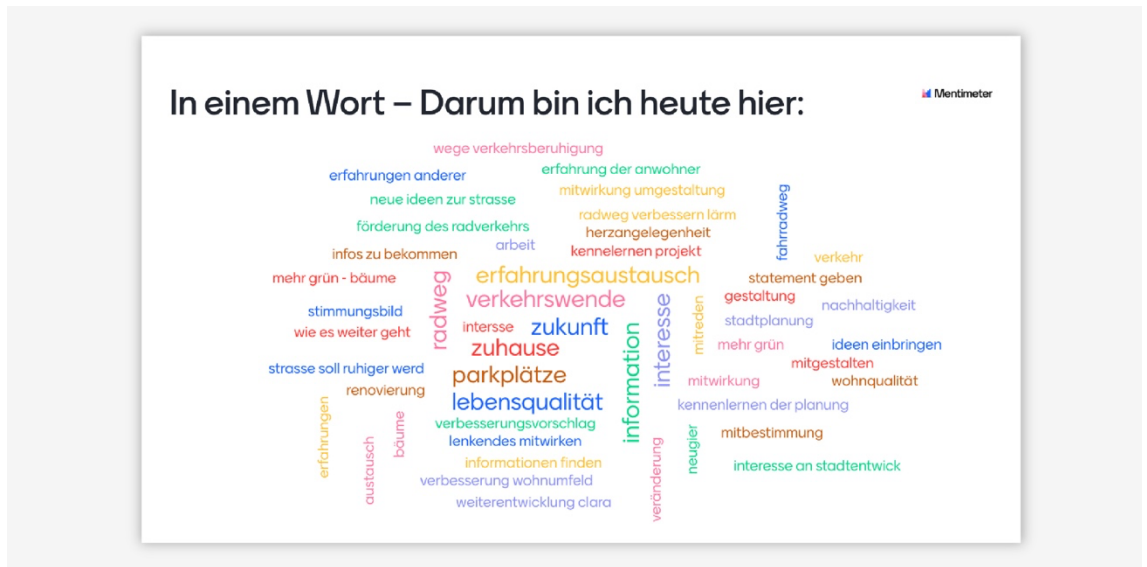 In einem Wort – Darum bin ich heute hier:
Mentimeter
wege verkehrsberuhigung
erfahrungen anderer
erfahrung der anwohner
mitwirkung umgestaltung
neue ideen zur strasse
fahrradweg
radweg verbessern lärm
förderung des radverkehrs
herzangelegenheit
arbeit
kennelernen projekt
infos zu bekommen
verkehr
mehr grün - bäume
erfahrungsaustausch
statement geben
radweg
verkehrswende
interesse
gestaltung
nachhaltigkeit
stimmungsbild
mitreden
stadtplanung
wie es weiter geht
intersse
zukunft
zuhause
information
mehr grün
ideen einbringen
mitgestalten
strasse soll ruhiger werd
parkplätze
mitwirkung
wohnqualität
renovierung
lebensqualität
kennenlernen der planung
erfahrungen
bäume
verbesserungsvorschlag
neugier
mitbestimmung
austausch
lenkendes mitwirken
veränderung
informationen finden
interesse an stadtentwick
verbesserung wohnumfeld
weiterentwicklung clara